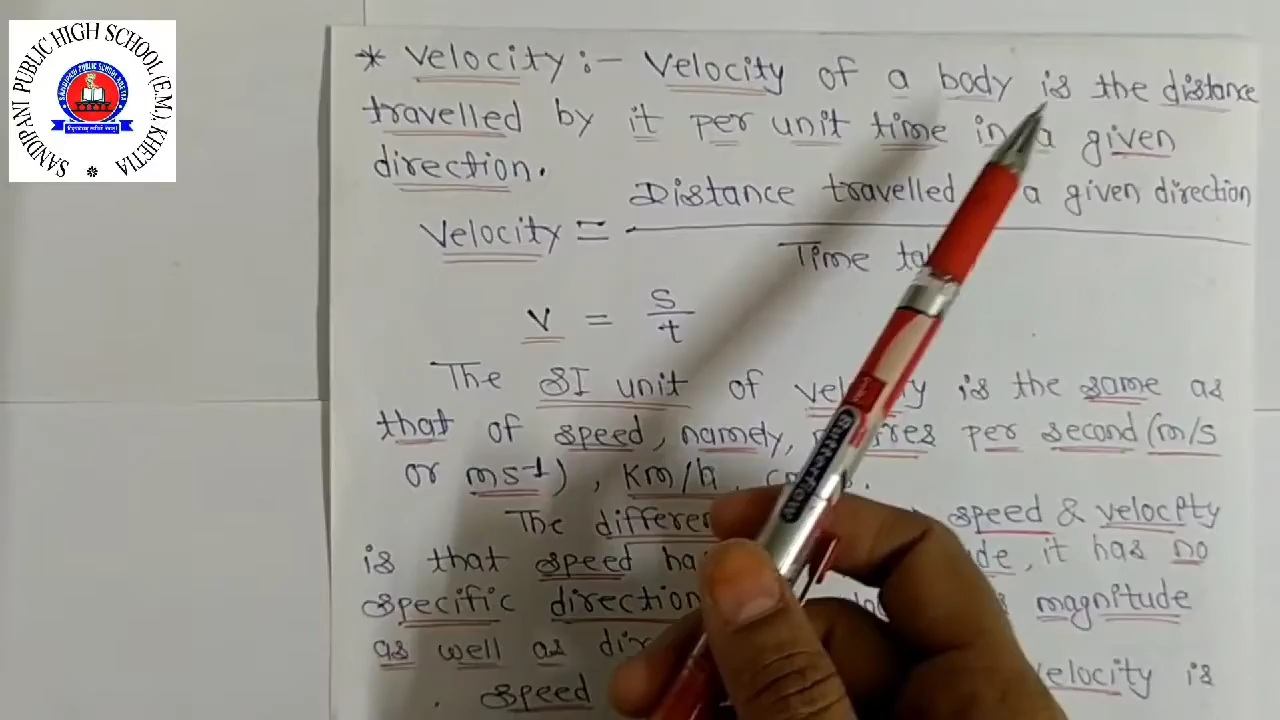 SANDIPANI PUBLIC HIGH SCHOOL (E.M.), KHETIA
* Velocity :- Velocity of a body is the distance
travelled by it per unit time in a given
direction.
Distance travelled a given direction
Velocity =
Time
v = s/t
The SI unit of velocity is the same as
that of speed, namely, metres per second (m/s
or ms-1), Km/h,
The speed & velocity
is that speed it has no
specific direction magnitude
as well as
speed velocity is